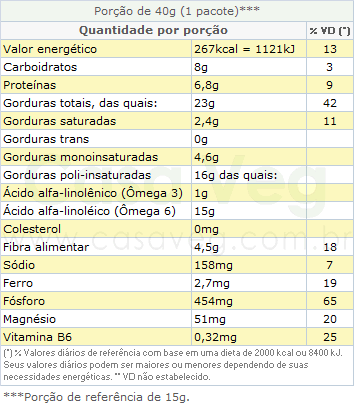 Porção de 40g (1 pacote)***
Quantidade por porção % VD (*)
Valor energético 267kcal = 1121kJ 13
Carboidratos 8g 3
Proteínas 6,8g 9
Gorduras totais, das quais: 23g 42
Gorduras saturadas 2,4g 11
Gorduras trans 0g
Gorduras monoinsaturadas 4,6g
Gorduras poli-insaturadas 16g das quais:
Ácido alfa-linolênico (Ômega 3) 1g
Ácido alfa-linoléico (Ômega 6) 15g
Colesterol 0mg
Fibra alimentar 4,5g 18
Sódio 158mg 7
Ferro 2,7mg 19
Fósforo 454mg 65
Magnésio 51mg 20
Vitamina B6 0,32mg 25
(*) % Valores diários de referência com base em uma dieta de 2000 kcal ou 8400 kJ.
Seus valores diários podem ser maiores ou menores dependendo de suas
necessidades energéticas. ** VD não estabelecido.
***Porção de referência de 15g.
www.casaveg.com.br